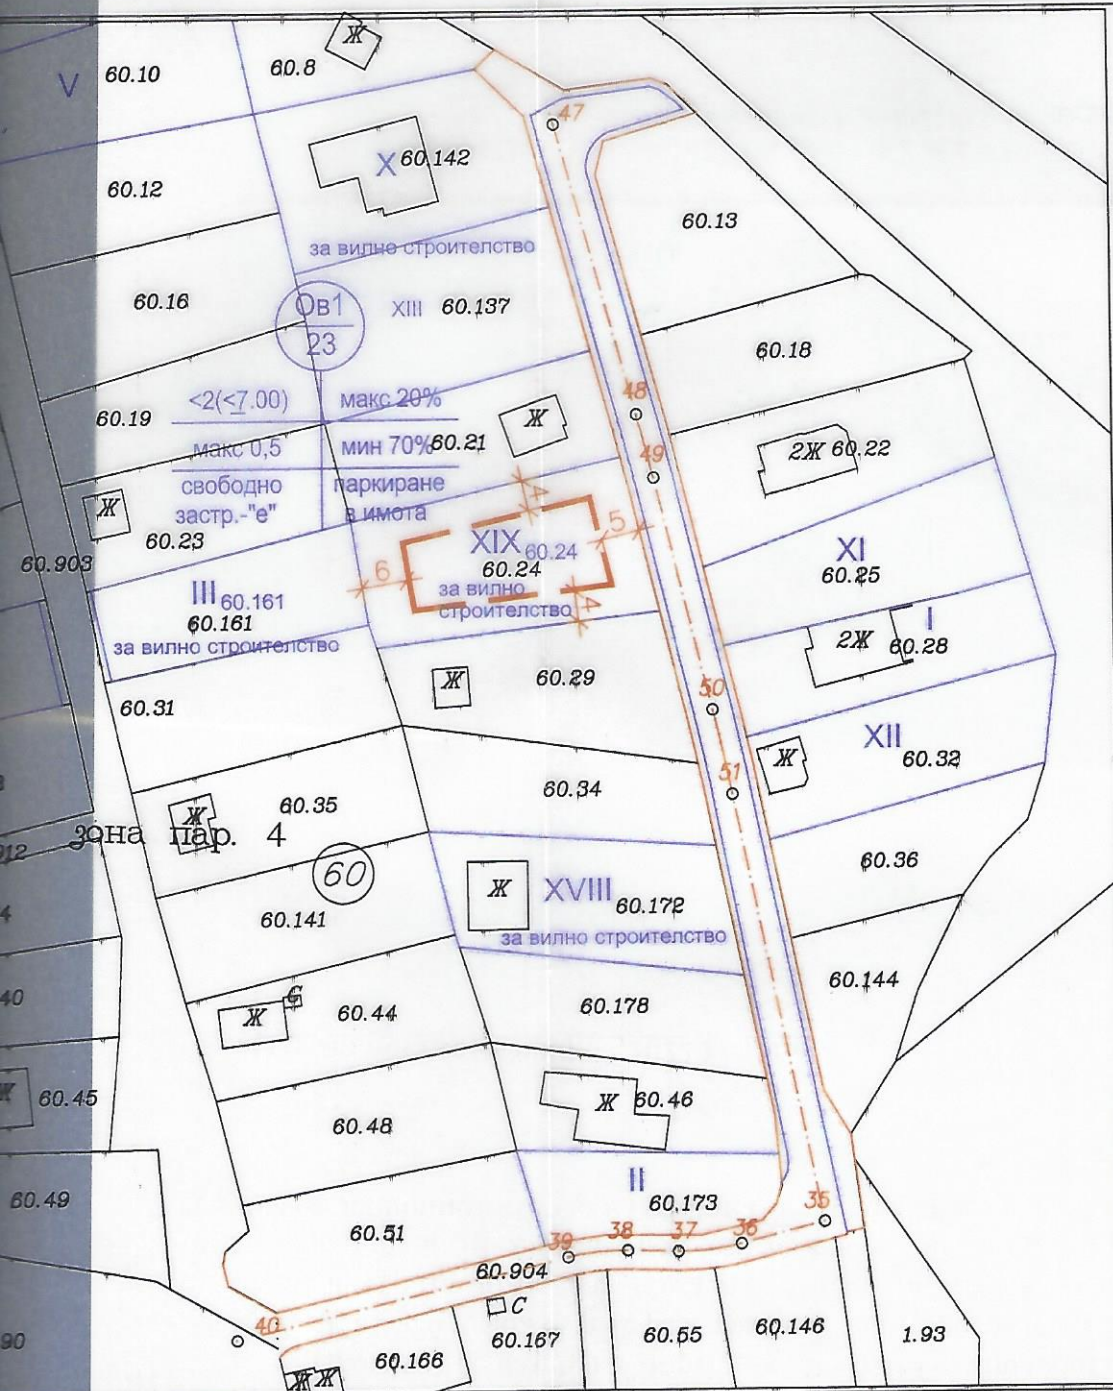 Ж
V 60.10
60.8
47
X 60.142
60.12
60.13
за вилно строителство
60.16
Ов1
23
XIII 60.137
60.18
<2(<7.00)
макс 20%
60.19
48
Ж
макс 0,5
мин 70%
60.21
49
2Ж 60.22
свободно
застр.-"е"
паркиране
в имота
4
Ж
60.23
5
XIX 60.24
60.24
XI
60.25
60.903
6
за вилно
строителство
4
III 60.161
60.161
за вилно строителство
I
2Ж
60.28
Ж
60.29
50
60.31
XII
60.32
Ж
51
60.34
60.35
Ж
зона пар. 4
60
60.36
Ж
XVIII
60.172
60.141
за вилно строителство
60.144
40
С
Ж
60.44
60.178
Ж
60.45
Ж
60.46
60.48
60.49
II
60.173
35
60.51
39
38
37
36
60.904
40
С
90
60.167
60.55
60.146
1.93
60.166
Ж
Ж